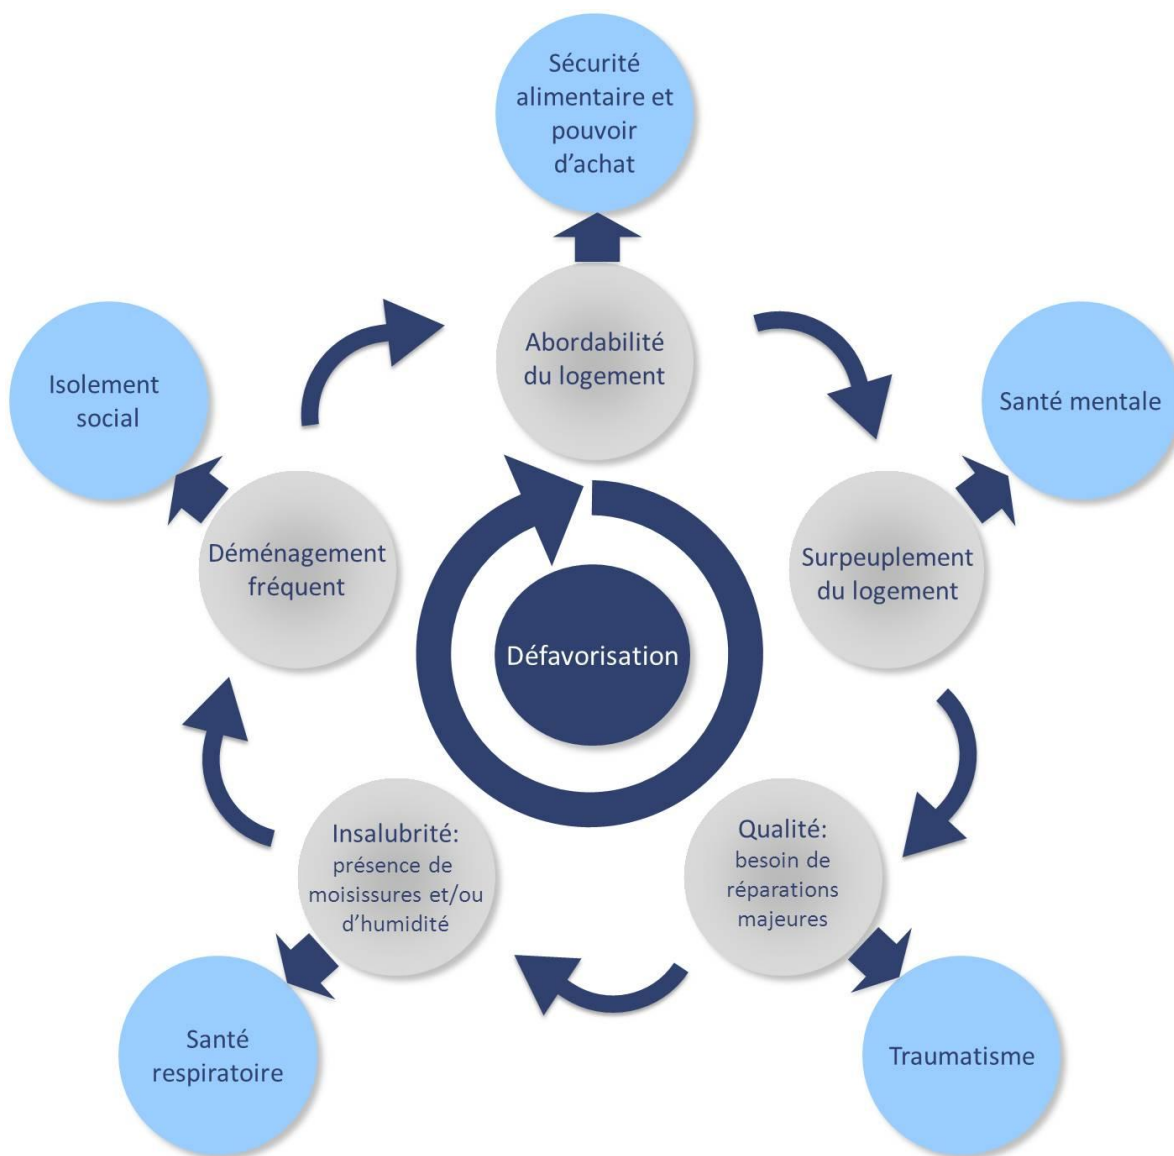 Sécurité
alimentaire et
pouvoir
d’achat
Abordabilité
du logement
Isolement
social
Santé mentale
Déménagement
fréquent
Surpeuplement
du logement
Défavorisation
Insalubrité:
présence de
moisissures et/ou
d’humidité
Qualité:
besoin de
réparations
majeures
Santé
respiratoire
Traumatisme